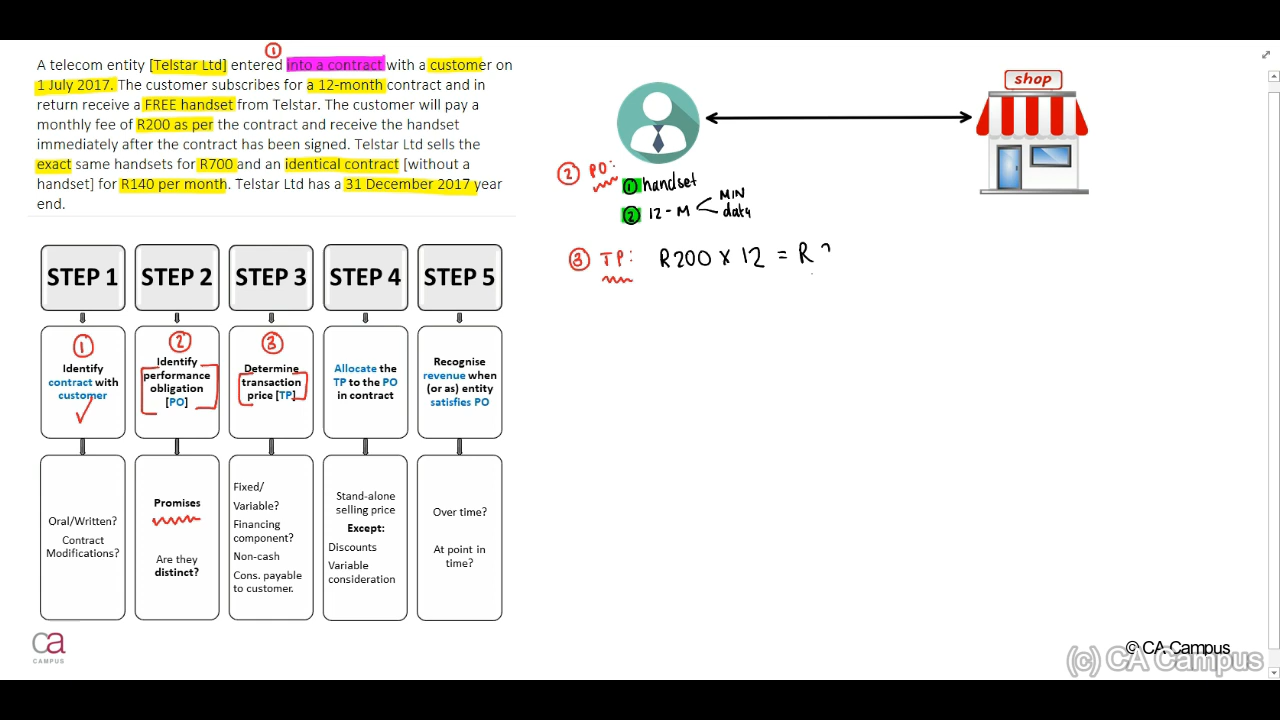 ①
A telecom entity [Telstar Ltd] entered into a contract with a customer on
1 July 2017. The customer subscribes for a 12-month contract and in
return receive a FREE handset from Telstar. The customer will pay a
monthly fee of R200 as per the contract and receive the handset
immediately after the contract has been signed. Telstar Ltd sells the
exact same handsets for R700 and an identical contract [without a
handset] for R140 per month. Telstar Ltd has a 31 December 2017 year
end.
shop
② PO:
① handset
② 12-M < MIN
data
③ TP: R200 x 12 = R 2
STEP 1
STEP 2
STEP 3
STEP 4
STEP 5
①
Identify
contract with
customer
②
Identify
performance
obligation
[PO]
③
Determine
transaction
price [TP]
Allocate the
TP to the PO
in contract
Recognise
revenue when
(or as) entity
satisfies PO
Oral/Written?
Contract
Modifications?
Promises
Are they
distinct?
Fixed/
Variable?
Financing
component?
Non-cash
Cons. payable
to customer.
Stand-alone
selling price
Except:
Discounts
Variable
consideration
Over time?
At point in
time?
ca
CAMPUS
© CA Campus
(c) CA Campus